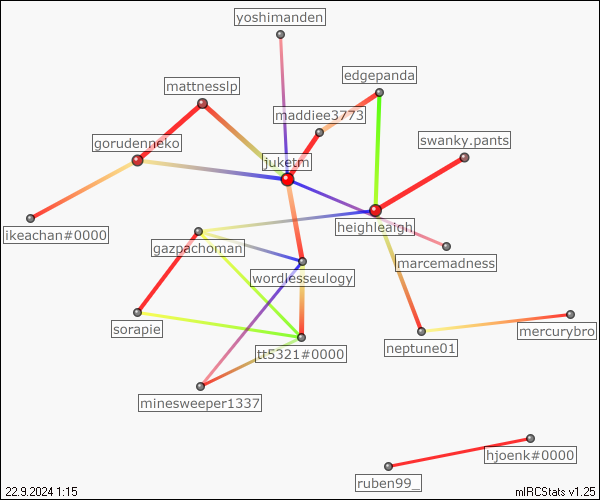 yoshimanden
edgepanda
mattnesslp
maddiee3773
gorudenneko
swanky.pants
juketm
heighleaigh
ikeachan#0000
gazpachoman
marcemadness
wordlesseulogy
sorapie
mercurybro
neptune01
tt5321#0000
minesweeper1337
hjoenk#0000
ruben99_
22.9.2024 1:15
mIRCStats v1.25